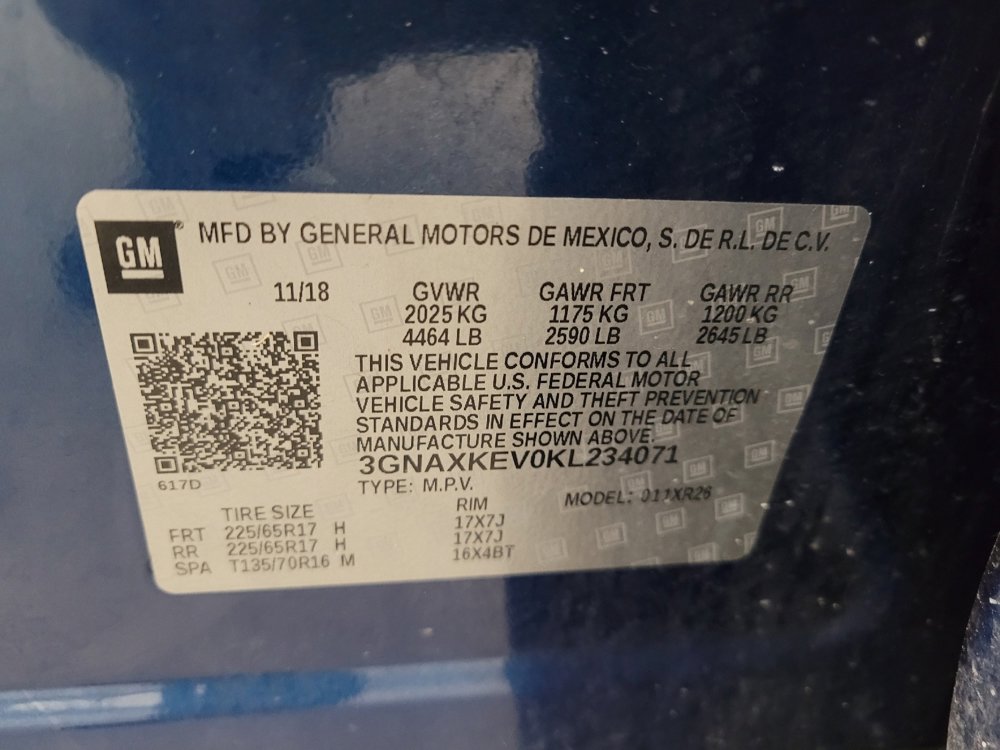 GM ® MFD BY GENERAL MOTORS DE MEXICO, S. DE R.L. DE C.V.
11/18 GVWR GAWR FRT GAWR RR
2025 KG 1175 KG 1200 KG
4464 LB 2590 LB 2645 LB
THIS VEHICLE CONFORMS TO ALL
APPLICABLE U.S. FEDERAL MOTOR
VEHICLE SAFETY AND THEFT PREVENTION
STANDARDS IN EFFECT ON THE DATE OF
MANUFACTURE SHOWN ABOVE.
3GNAXKEV0KL234071
617D
TYPE: M.P.V. MODEL: 011XR26
TIRE SIZE RIM
FRT 225/65R17 H 17X7J
RR 225/65R17 H 17X7J
SPA T135/70R16 M 16X4BT